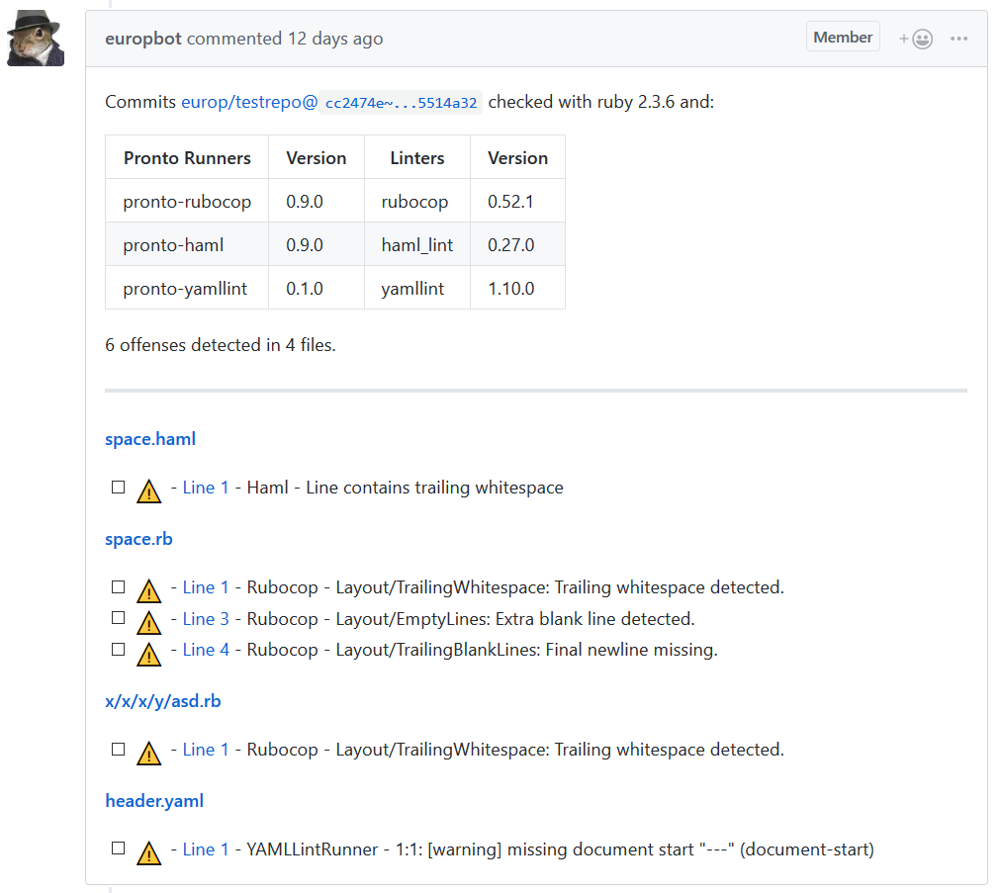 europbot commented 12 days ago Member
Commits europ/testrepo@ cc2474e~...5514a32 checked with ruby 2.3.6 and:
Pronto Runners Version Linters Version
pronto-rubocop 0.9.0 rubocop 0.52.1
pronto-haml 0.9.0 haml_lint 0.27.0
pronto-yamllint 0.1.0 yamllint 1.10.0
6 offenses detected in 4 files.
space.haml
- Line 1 - Haml - Line contains trailing whitespace
space.rb
- Line 1 - Rubocop - Layout/TrailingWhitespace: Trailing whitespace detected.
- Line 3 - Rubocop - Layout/EmptyLines: Extra blank line detected.
- Line 4 - Rubocop - Layout/TrailingBlankLines: Final newline missing.
x/x/x/y/asd.rb
- Line 1 - Rubocop - Layout/TrailingWhitespace: Trailing whitespace detected.
header.yaml
- Line 1 - YAMLLintRunner - 1:1: [warning] missing document start "---" (document-start)